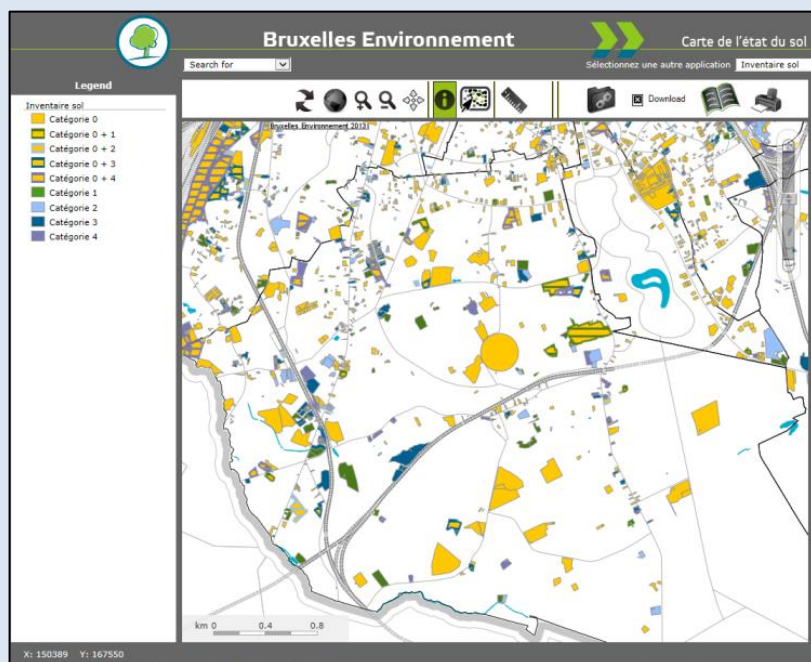 Bruxelles Environnement
Carte de l'état du sol
Search for
Sélectionnez une autre application
Inventaire sol
Legend
Download
Inventaire sol
Catégorie 0
Catégorie 0 + 1
Catégorie 0 + 2
Catégorie 0 + 3
Catégorie 0 + 4
Catégorie 1
Catégorie 2
Catégorie 3
Catégorie 4
Bruxelles Environnement 2013
km 0 0.4 0.8
X: 150389 Y: 167550